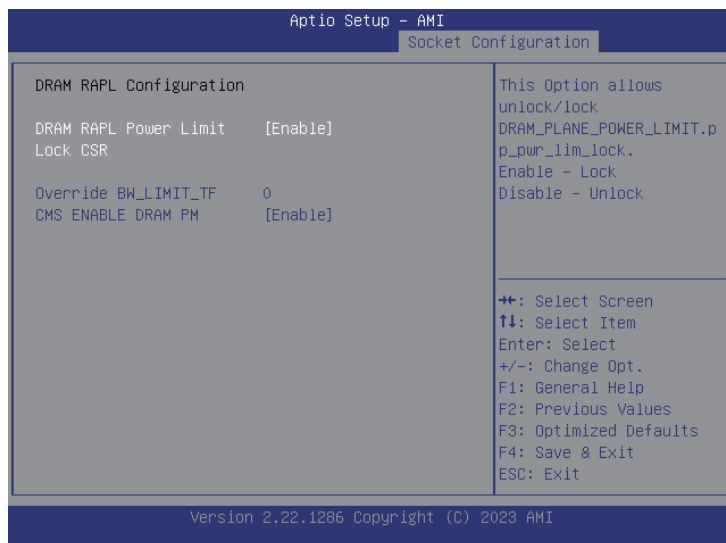 Aptio Setup - AMI
Socket Configuration
DRAM RAPL Configuration
DRAM RAPL Power Limit [Enable]
Lock CSR
Override BW_LIMIT_TF 0
CMS ENABLE DRAM PM [Enable]
This Option allows
unlock/lock
DRAM_PLANE_POWER_LIMIT.p
p_pwr_lim_lock.
Enable - Lock
Disable - Unlock
→←: Select Screen
↑↓: Select Item
Enter: Select
+/-: Change Opt.
F1: General Help
F2: Previous Values
F3: Optimized Defaults
F4: Save & Exit
ESC: Exit
Version 2.22.1286 Copyright (C) 2023 AMI